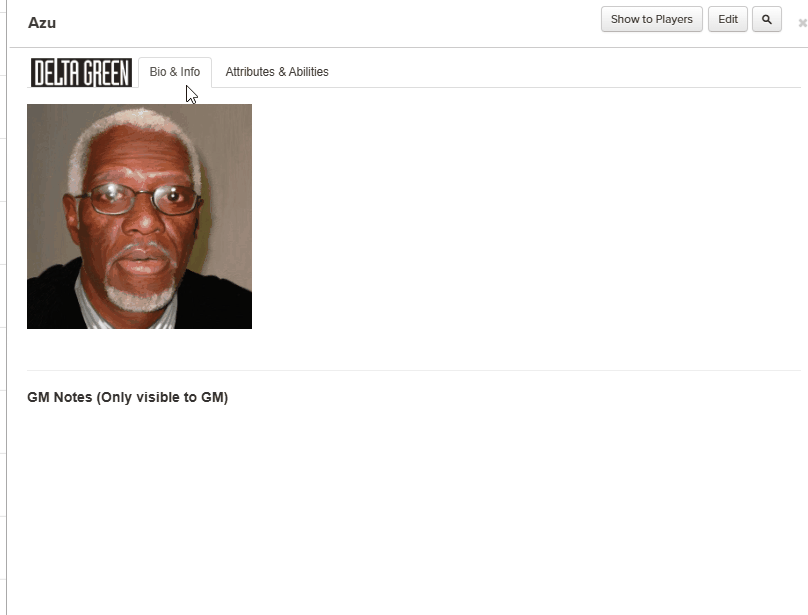 Azu
Show to Players
Edit
DELTA GREEN
Bio & Info
Attributes & Abilities
GM Notes (Only visible to GM)